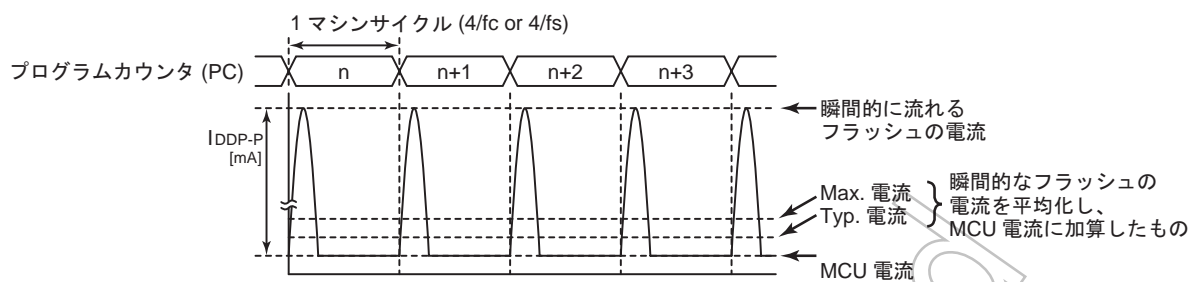 1 マシンサイクル (4/fc or 4/fs)
プログラムカウンタ (PC)
n
n+1
n+2
n+3
IDDP-P
[mA]
瞬間的に流れる
フラッシュの電流
Max. 電流
Typ. 電流
瞬間的なフラッシュの
電流を平均化し、
MCU 電流に加算したもの
MCU 電流